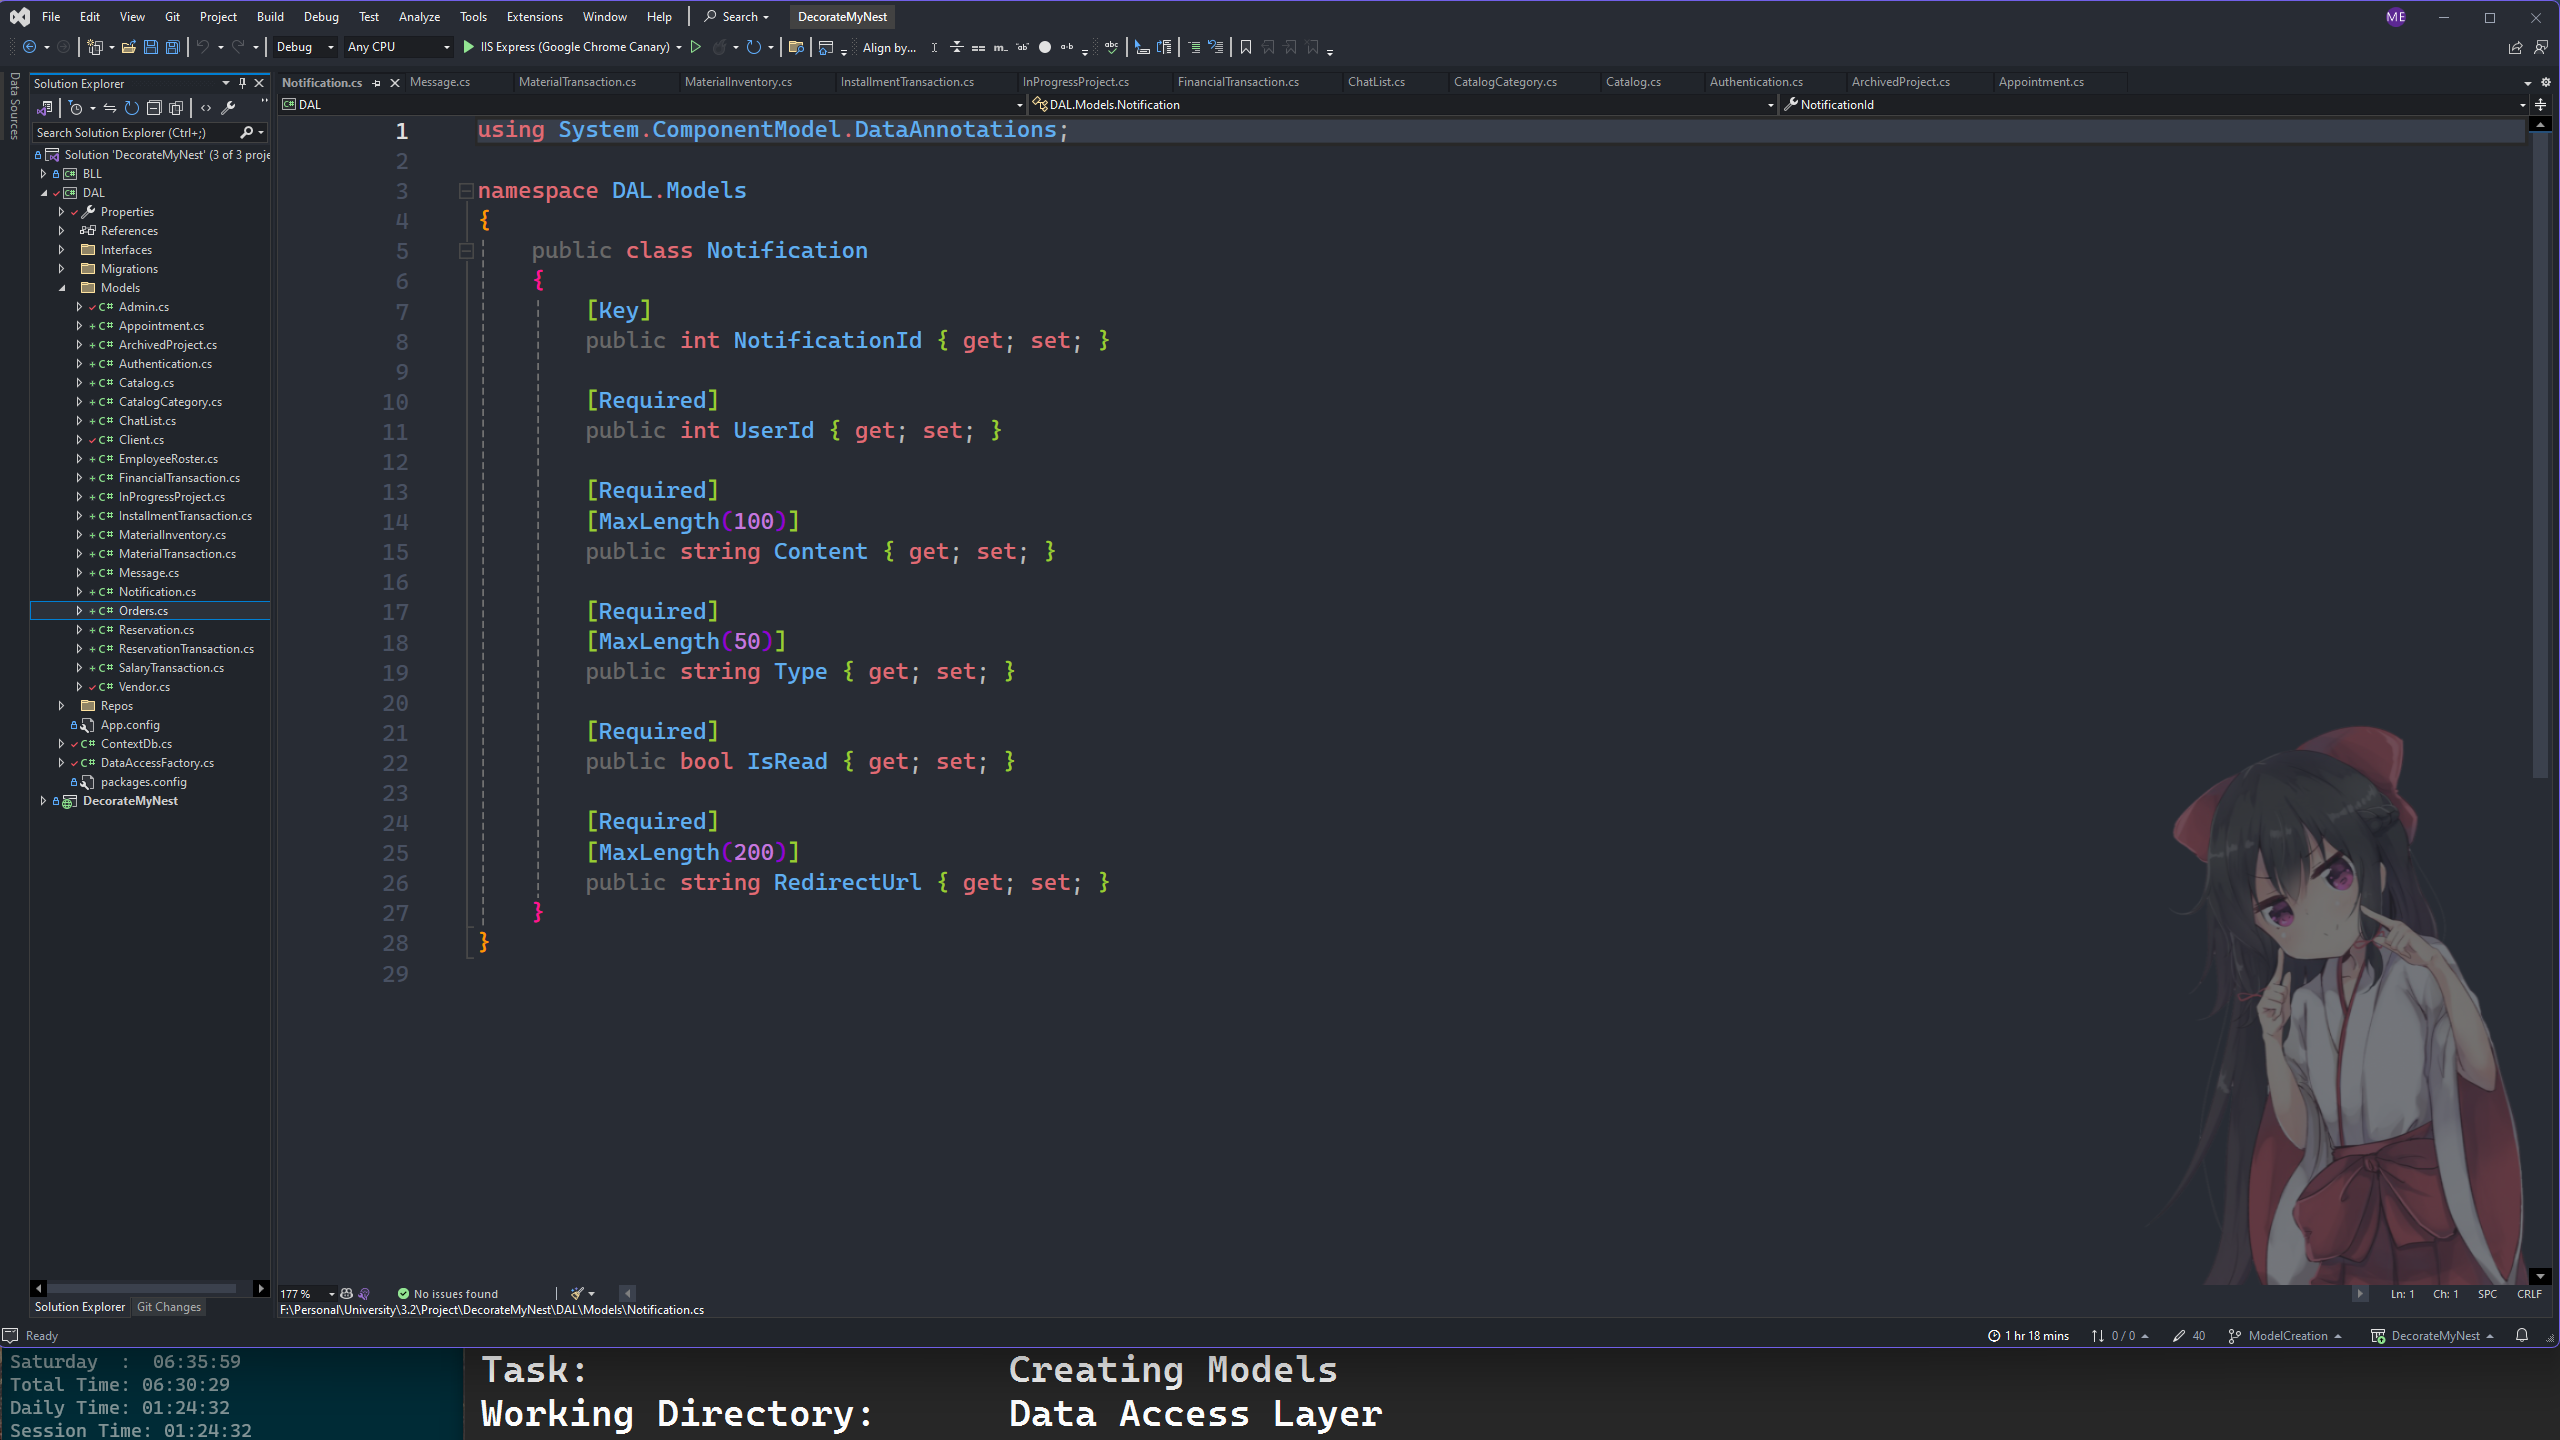 File Edit View Git Project Build Debug Test Analyze Tools Extensions Window Help Search DecorateMyNest ME
Debug Any CPU IIS Express (Google Chrome Canary) Align by...
Data Sources
Solution Explorer
Search Solution Explorer (Ctrl+;)
Solution 'DecorateMyNest' (3 of 3 proje
BLL
DAL
Properties
References
Interfaces
Migrations
Models
C# Admin.cs
C# Appointment.cs
C# ArchivedProject.cs
C# Authentication.cs
C# Catalog.cs
C# CatalogCategory.cs
C# ChatList.cs
C# Client.cs
C# EmployeeRoster.cs
C# FinancialTransaction.cs
C# InProgressProject.cs
C# InstallmentTransaction.cs
C# MaterialInventory.cs
C# MaterialTransaction.cs
C# Message.cs
C# Notification.cs
C# Orders.cs
C# Reservation.cs
C# ReservationTransaction.cs
C# SalaryTransaction.cs
C# Vendor.cs
Repos
App.config
C# ContextDb.cs
C# DataAccessFactory.cs
packages.config
DecorateMyNest
Solution Explorer Git Changes
Notification.cs Message.cs MaterialTransaction.cs MaterialInventory.cs InstallmentTransaction.cs InProgressProject.cs FinancialTransaction.cs ChatList.cs CatalogCategory.cs Catalog.cs Authentication.cs ArchivedProject.cs Appointment.cs
DAL DAL.Models.Notification NotificationId
1 using System.ComponentModel.DataAnnotations;
2
3 namespace DAL.Models
4 {
5 public class Notification
6 {
7 [Key]
8 public int NotificationId { get; set; }
9
10 [Required]
11 public int UserId { get; set; }
12
13 [Required]
14 [MaxLength(100)]
15 public string Content { get; set; }
16
17 [Required]
18 [MaxLength(50)]
19 public string Type { get; set; }
20
21 [Required]
22 public bool IsRead { get; set; }
23
24 [Required]
25 [MaxLength(200)]
26 public string RedirectUrl { get; set; }
27 }
28 }
29
177 % No issues found Ln: 1 Ch: 1 SPC CRLF
F:\Personal\University\3.2\Project\DecorateMyNest\DAL\Models\Notification.cs
Ready 1 hr 18 mins 0 / 0 40 ModelCreation DecorateMyNest
Saturday : 06:35:59
Total Time: 06:30:29
Daily Time: 01:24:32
Session Time: 01:24:32
Task: Creating Models
Working Directory: Data Access Layer